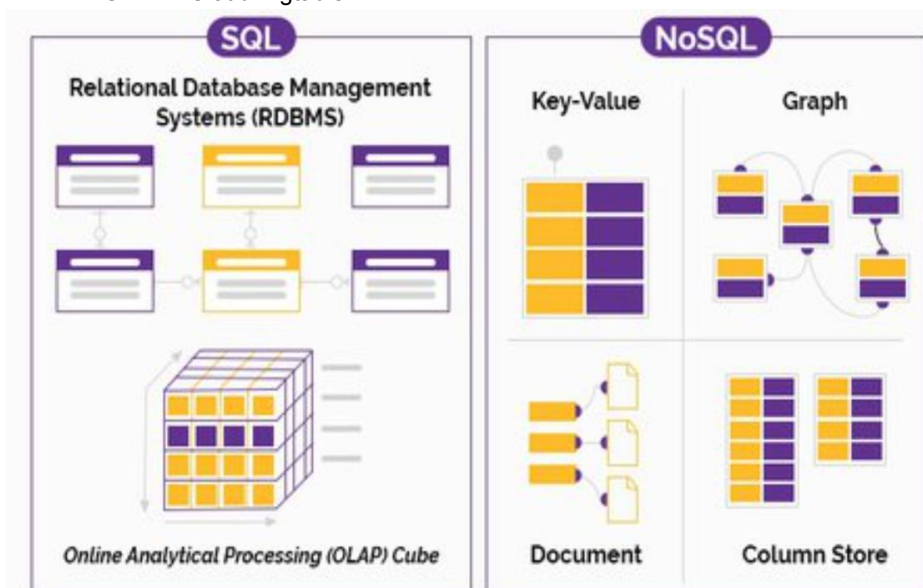 SQL
Relational Database Management
Systems (RDBMS)
Online Analytical Processing (OLAP) Cube
NoSQL
Key-Value
Graph
Document
Column Store